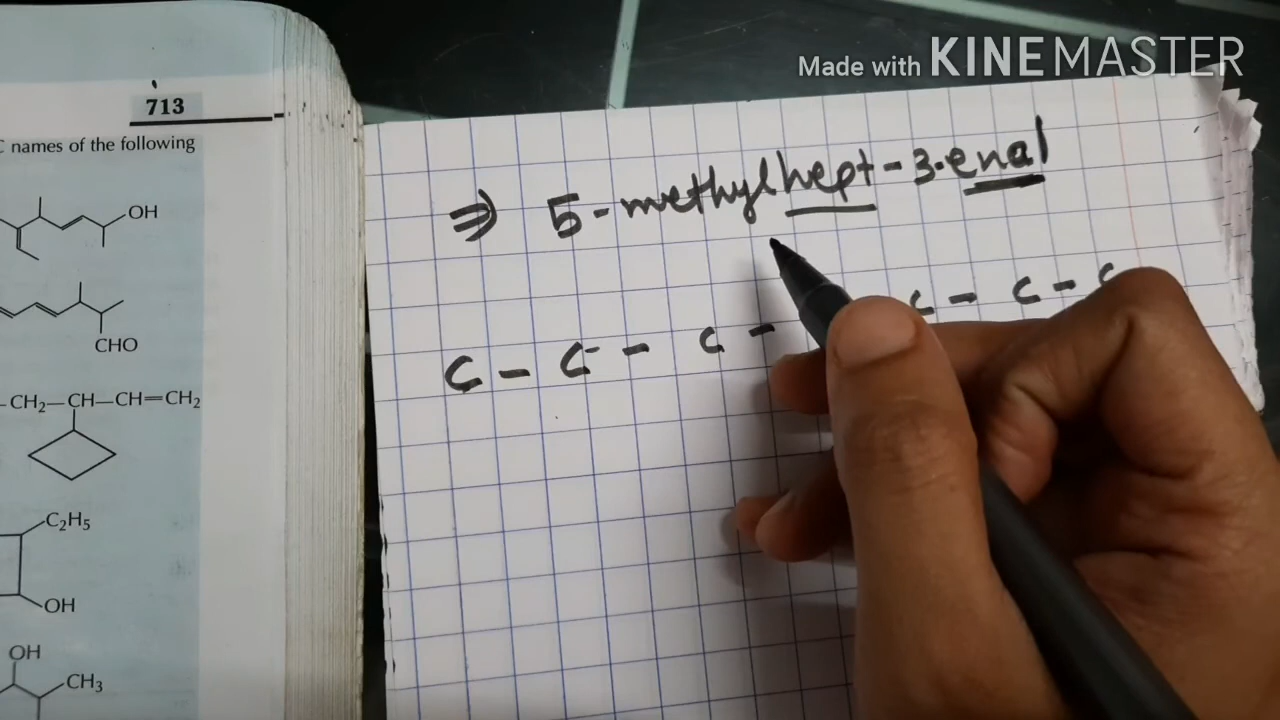 Made with KINEMASTER
713
C names of the following
OH
CHO
-CH₂-CH-CH=CH₂
C₂H₅
OH
OH
CH₃
⇒ 5-methylhept-3-enal
C - C - C - C - C - C